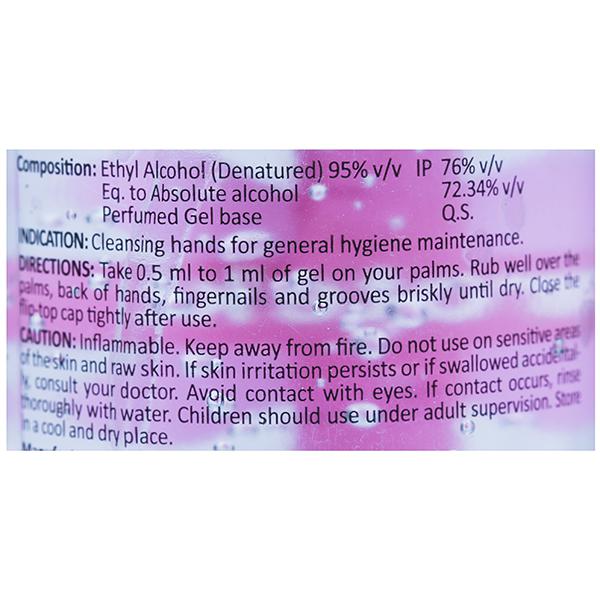 Composition: Ethyl Alcohol (Denatured) 95% v/v IP 76% v/v
Eq. to Absolute alcohol 72.34% v/v
Perfumed Gel base Q.S.
INDICATION: Cleansing hands for general hygiene maintenance.
DIRECTIONS: Take 0.5 ml to 1 ml of gel on your palms. Rub well over the
palms, back of hands, fingernails and grooves briskly until dry. Close the
flip-top cap tightly after use.
CAUTION: Inflammable. Keep away from fire. Do not use on sensitive areas
of the skin and raw skin. If skin irritation persists or if swallowed accidental-
ly, consult your doctor. Avoid contact with eyes. If contact occurs, rinse
thoroughly with water. Children should use under adult supervision. Store
in a cool and dry place.